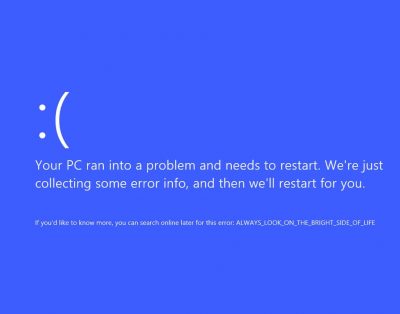 :(
Your PC ran into a problem and needs to restart. We're just
collecting some error info, and then we'll restart for you.
If you'd like to know more, you can search online later for this error: ALWAYS_LOOK_ON_THE_BRIGHT_SIDE_OF_LIFE